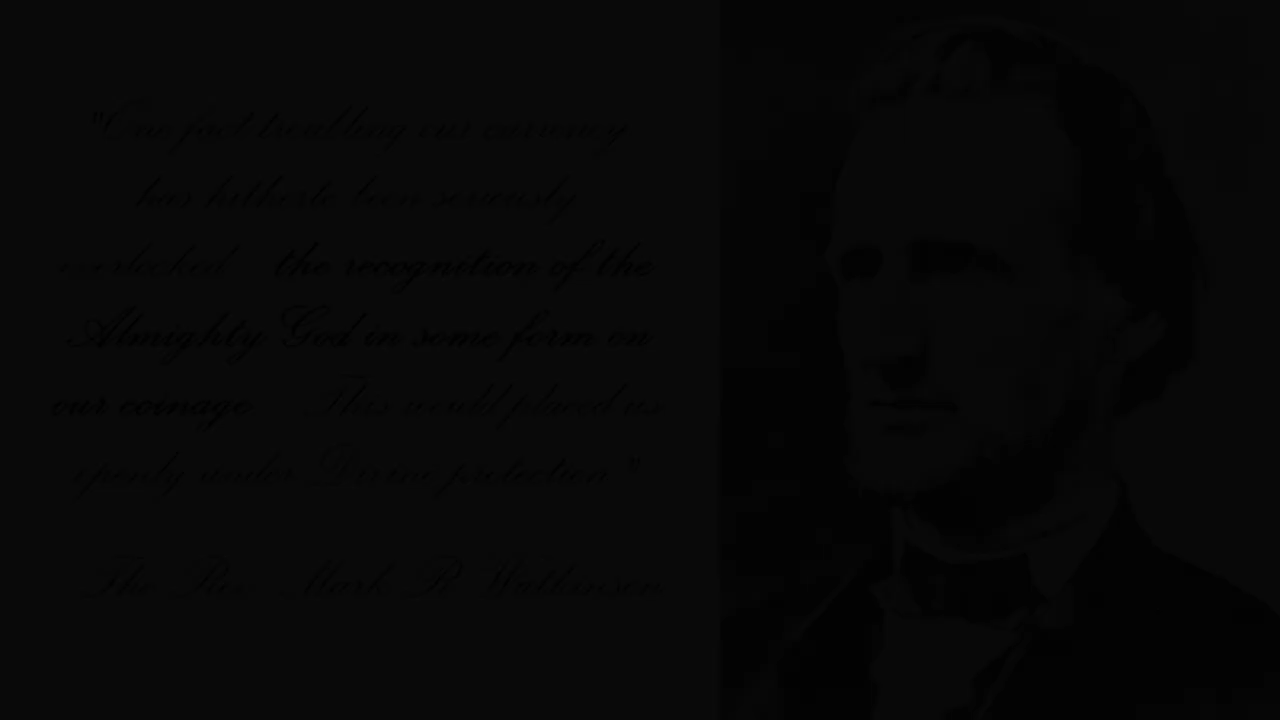 "One fact troubling our currency
has hitherto been seriously
overlooked the recognition of the
Almighty God in some form on
our coinage This would placed us
openly under Divine protection "
The Rev. Mark R. Watkinson